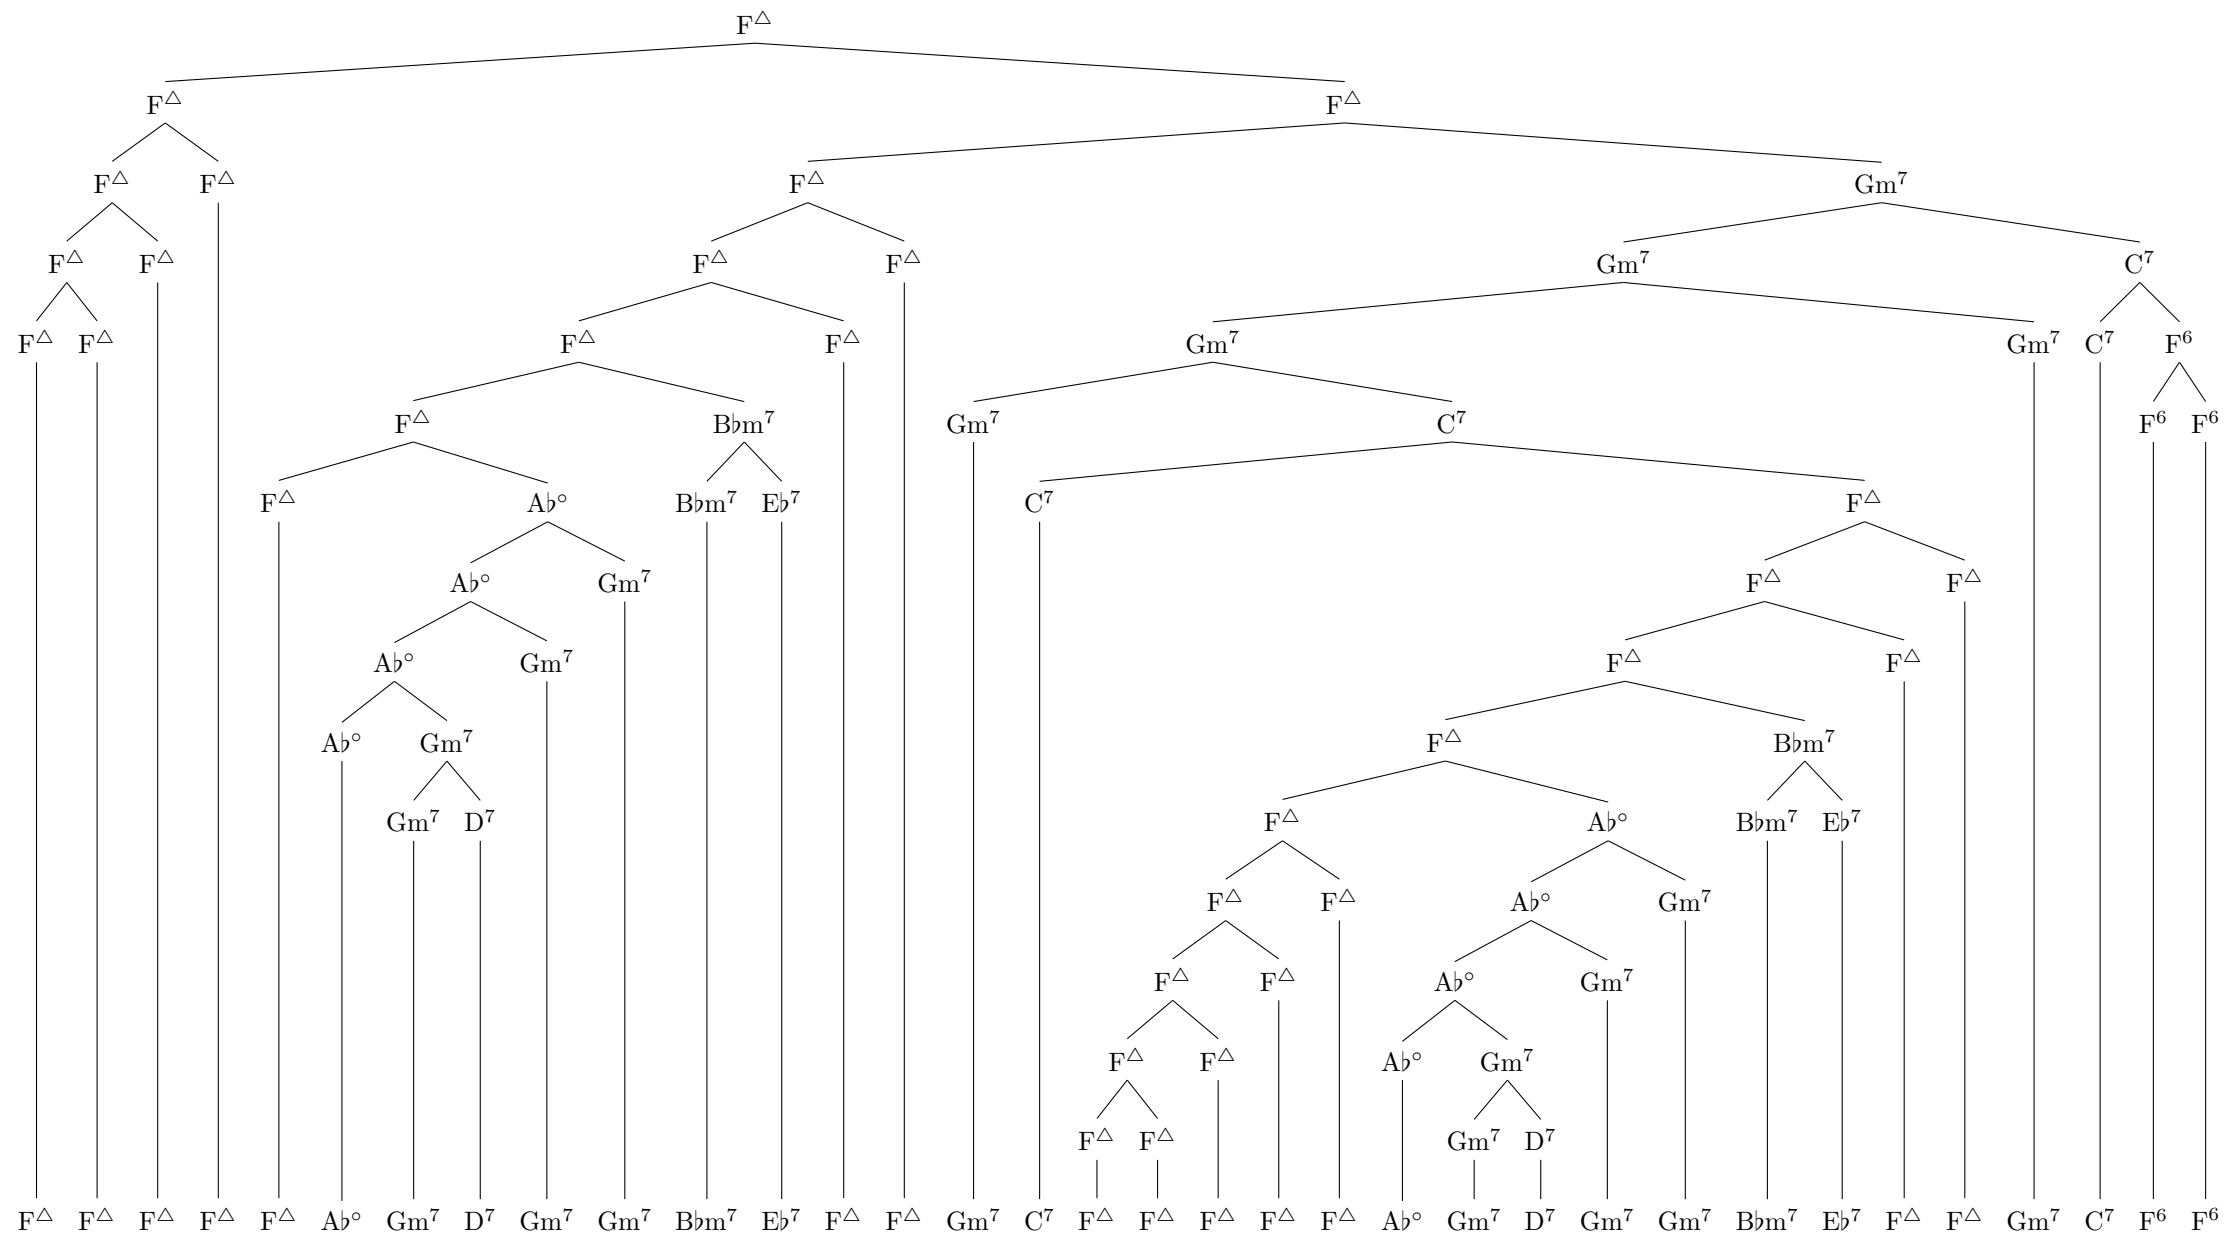 F△
F△ F△
F△ F△ F△ Gm⁷
F△ F△ F△ F△ Gm⁷ C⁷
F△ F△ F△ F△ Gm⁷ Gm⁷ C⁷ F⁶
F△ B♭m⁷ Gm⁷ C⁷ F⁶ F⁶
F△ A♭° B♭m⁷ E♭⁷ C⁷ F△
A♭° Gm⁷ F△ F△
A♭° Gm⁷ F△ F△
A♭° Gm⁷ F△ B♭m⁷
Gm⁷ D⁷ F△ A♭° B♭m⁷ E♭⁷
F△ F△ A♭° Gm⁷
F△ F△ A♭° Gm⁷
F△ F△ A♭° Gm⁷
F△ F△ Gm⁷ D⁷
F△ F△ F△ F△ F△ A♭° Gm⁷ D⁷ Gm⁷ Gm⁷ B♭m⁷ E♭⁷ F△ F△ Gm⁷ C⁷ F△ F△ F△ F△ F△ A♭° Gm⁷ D⁷ Gm⁷ Gm⁷ B♭m⁷ E♭⁷ F△ F△ Gm⁷ C⁷ F⁶ F⁶